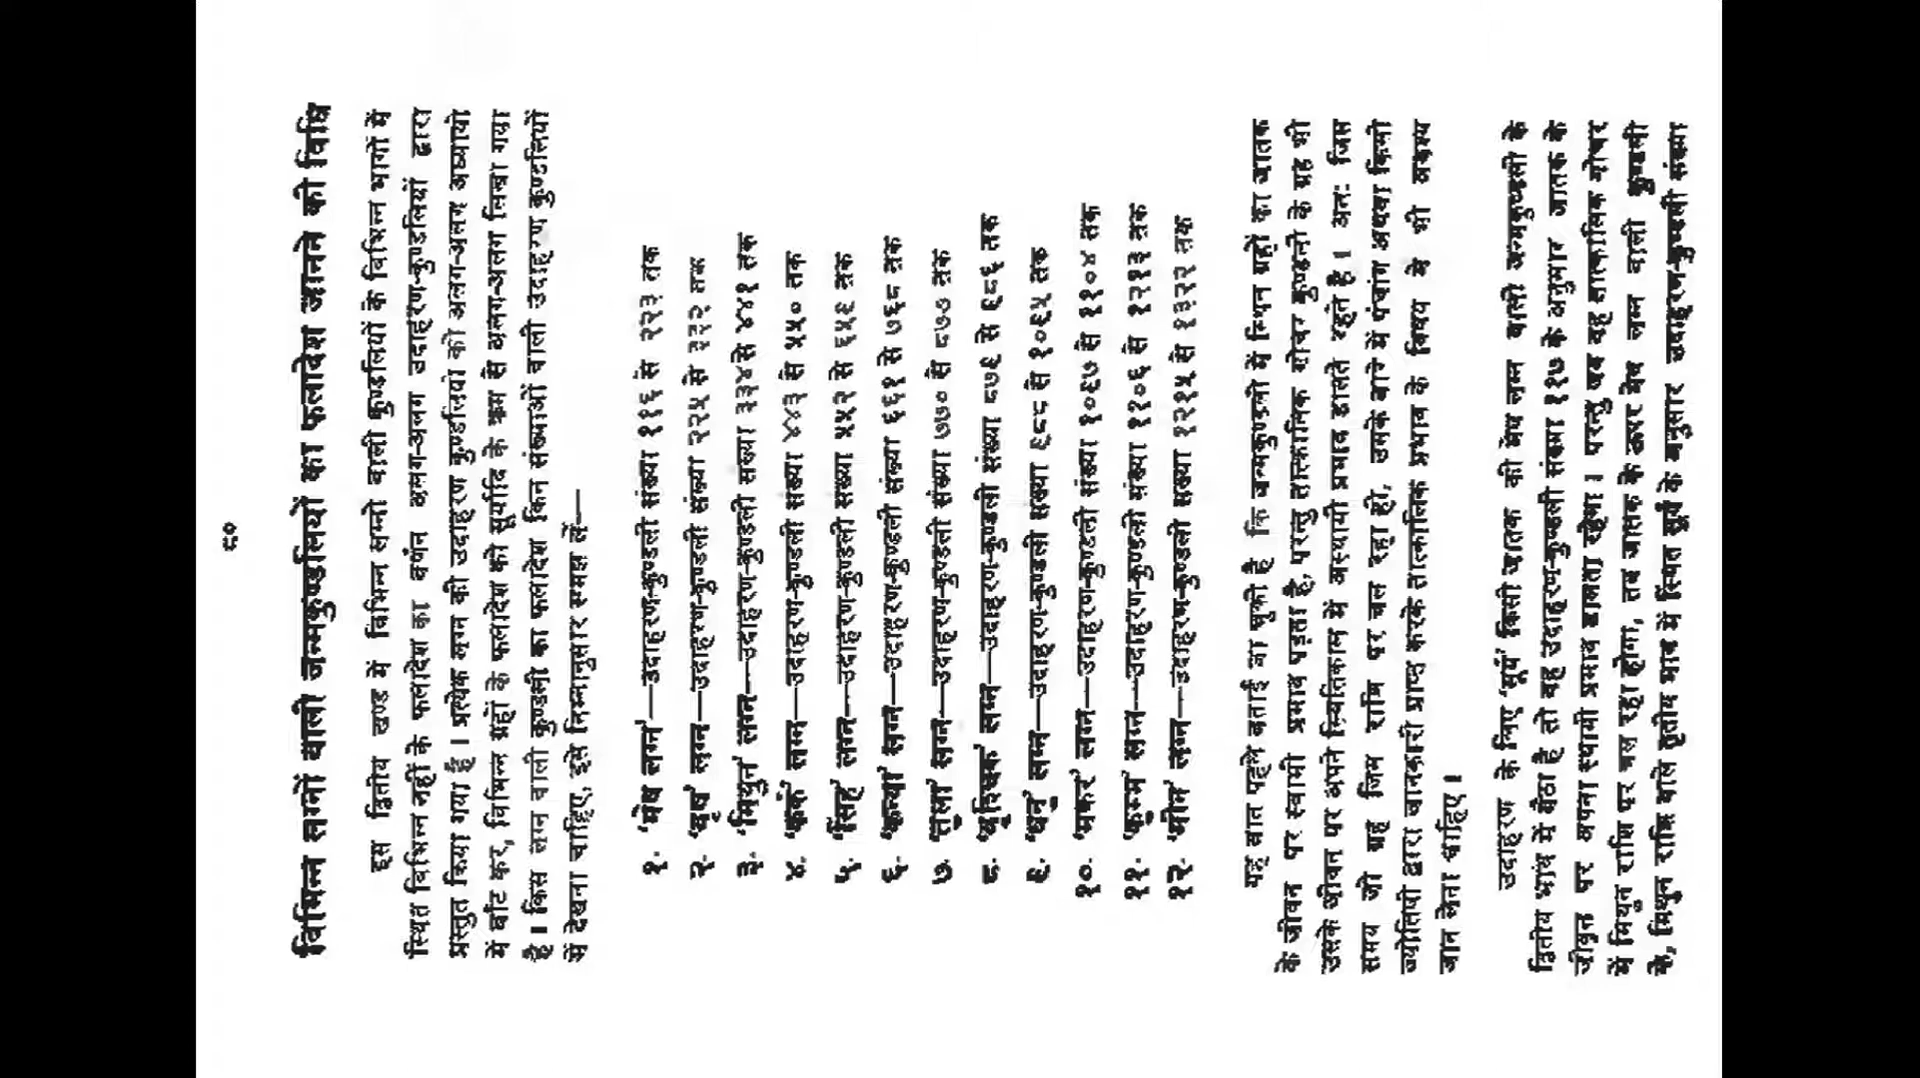 ८०
विभिन्न लग्नों वाली जन्मकुण्डलियों का फलादेश जानने की विधि
इस द्वितीय खण्ड में विभिन्न लग्नों वाली कुण्डलियों के विभिन्न भागों में
स्थित विभिन्न ग्रहों के फलादेश का वर्णन अलग-अलग उदाहरण-कुण्डलियों द्वारा
प्रस्तुत किया गया है । प्रत्येक लग्न की उदाहरण कुण्डलियों को अलग-अलग अध्यायों
में बाँट कर, विभिन्न ग्रहों के फलादेश को सूर्यादि के क्रम से अलग-अलग लिखा गया
है । किस लग्न वाली कुण्डली का फलादेश किन संख्याओं वाली उदाहरण कुण्डलियों
में देखना चाहिए, इसे निम्नानुसार समझ लें—
१. 'मेष लग्न'—उदाहरण-कुण्डली संख्या ११६ से २२३ तक
२. 'वृष' लग्न—उदाहरण-कुण्डली संख्या २२५ से ३३२ तक
३. 'मिथुन' लग्न—उदाहरण-कुण्डली संख्या ३३४ से ४४१ तक
४. 'कर्क' लग्न—उदाहरण-कुण्डली संख्या ४४३ से ५५० तक
५. 'सिंह' लग्न—उदाहरण-कुण्डली संख्या ५५२ से ६५९ तक
६. 'कन्या' लग्न—उदाहरण-कुण्डली संख्या ६६१ से ७६८ तक
७. 'तुला' लग्न—उदाहरण-कुण्डली संख्या ७७० से ८७७ तक
८. 'वृश्चिक' लग्न—उदाहरण-कुण्डली संख्या ८७९ से ९८६ तक
९. 'धनु' लग्न—उदाहरण-कुण्डली संख्या ९८८ से १०९५ तक
१०. 'मकर' लग्न—उदाहरण-कुण्डली संख्या १०९७ से ११०४ तक
११. 'कुम्भ' लग्न—उदाहरण-कुण्डली संख्या ११०६ से १२१३ तक
१२. 'मीन' लग्न—उदाहरण-कुण्डली संख्या १२१५ से १३२२ तक
यह बात पहले बताई जा चुकी है कि जन्मकुण्डली में स्थित ग्रहों का जातक
के जीवन पर स्थायी प्रभाव पड़ता है, परन्तु तात्कालिक गोचर कुण्डली के ग्रह भी
उसके जीवन पर अपने स्थितिकाल में अस्थायी प्रभाव डालते रहते हैं । अतः जिस
समय जो ग्रह जिस राशि पर चल रहा हो, उसके बारे में पंचांग अथवा किसी
ज्योतिषी द्वारा जानकारी प्राप्त करके तात्कालिक प्रभाव के विषय में भी अवश्य
जान लेना चाहिए ।
उदाहरण के लिए 'सूर्य' किसी जातक की मेष लग्न वाली जन्मकुण्डली के
द्वितीय भाव में बैठा है तो वह उदाहरण-कुण्डली संख्या ११७ के अनुसार जातक के
जीवन पर अपना स्थायी प्रभाव डालता रहेगा । परन्तु जब वह तात्कालिक गोचर
में मिथुन राशि पर चल रहा होगा, तब जातक के ऊपर मेष लग्न वाली कुण्डली
के, मिथुन राशि वाले तृतीय भाव में स्थित सूर्य के अनुसार उदाहरण-कुण्डली संख्या